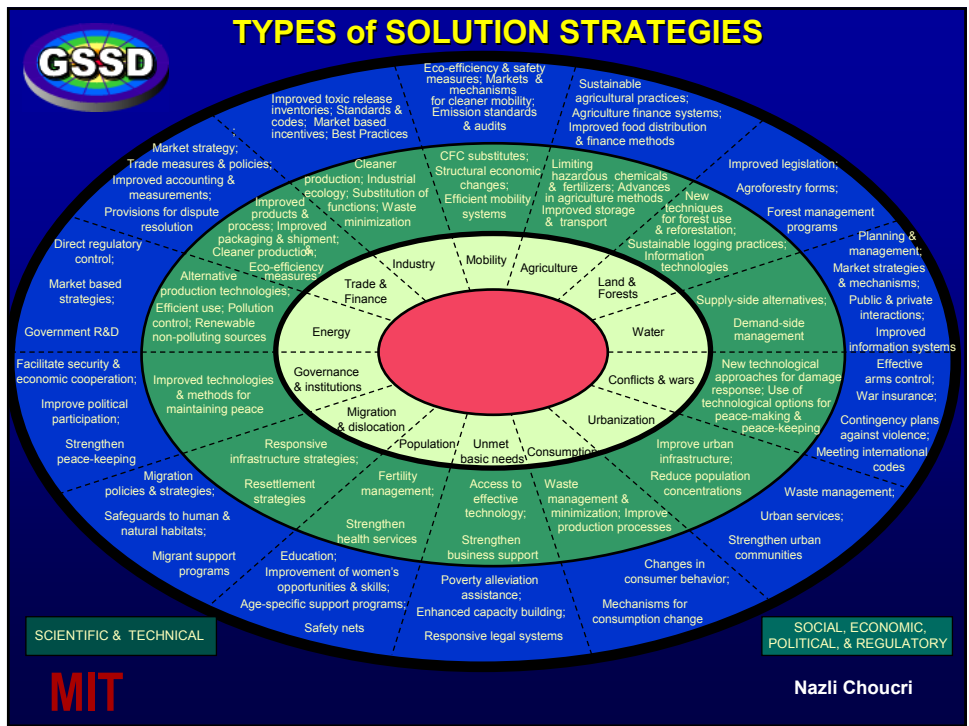 TYPES of SOLUTION STRATEGIES
GSSD
Eco-efficiency & safety
measures; Markets &
mechanisms
for cleaner mobility;
Emission standards
& audits
Sustainable
agricultural practices;
Agriculture finance systems;
Improved food distribution
& finance methods
Improved legislation;
Agroforestry forms;
Forest management
programs
Planning &
management;
Market strategies
& mechanisms;
Public & private
interactions;
Improved
information systems
Effective
arms control;
War insurance;
Contingency plans
against violence;
Meeting international
codes
Waste management;
Urban services;
Strengthen urban
communities
Changes in
consumer behavior;
Mechanisms for
consumption change
Poverty alleviation
assistance;
Enhanced capacity building;
Responsive legal systems
Education;
Improvement of women's
opportunities & skills;
Age-specific support programs;
Safety nets
Migration
policies & strategies;
Safeguards to human &
natural habitats;
Migrant support
programs
Facilitate security &
economic cooperation;
Improve political
participation;
Strengthen
peace-keeping
Direct regulatory
control;
Market based
strategies;
Government R&D
;
Market strategy;
Trade measures & policies;
Improved accounting &
measurements;
Provisions for dispute
resolution
Improved toxic release
inventories; Standards &
codes; Market based
incentives; Best Practices
CFC substitutes;
Structural economic
changes;
Efficient mobility
systems
Limiting
hazardous chemicals
& fertilizers; Advances
in agriculture methods
Improved storage
& transport
New
techniques
for forest use
& reforestation;
Sustainable logging practices;
Information
technologies
Supply-side alternatives;
Demand-side
management
New technological
approaches for damage
response; Use of
technological options for
peace-making &
peace-keeping
Improve urban
infrastructure;
Reduce population
concentrations
Waste
management &
minimization; Improve
production processes
Access to
effective
technology;
Strengthen
business support
Fertility
management;
Strengthen
health services
Responsive
infrastructure strategies;
Resettlement
strategies
Improved technologies
& methods for
maintaining peace
Alternative
production technologies;
Efficient use; Pollution
control; Renewable
non-polluting sources
Improved
products &
process; Improved
packaging & shipment;
&
Cleaner production;
Eco-efficiency
measures
Cleaner
production; Industrial
ecology; Substitution of
functions; Waste
minimization
Mobility
Agriculture
Land &
Forests
Water
Conflicts & wars
Urbanization
Consumption
Unmet
basic needs
Population
Migration
& dislocation
Governance
& institutions
Energy
Trade &
Finance
Industry
SCIENTIFIC & TECHNICAL
SOCIAL, ECONOMIC,
POLITICAL, & REGULATORY
MIT
Nazli Choucri